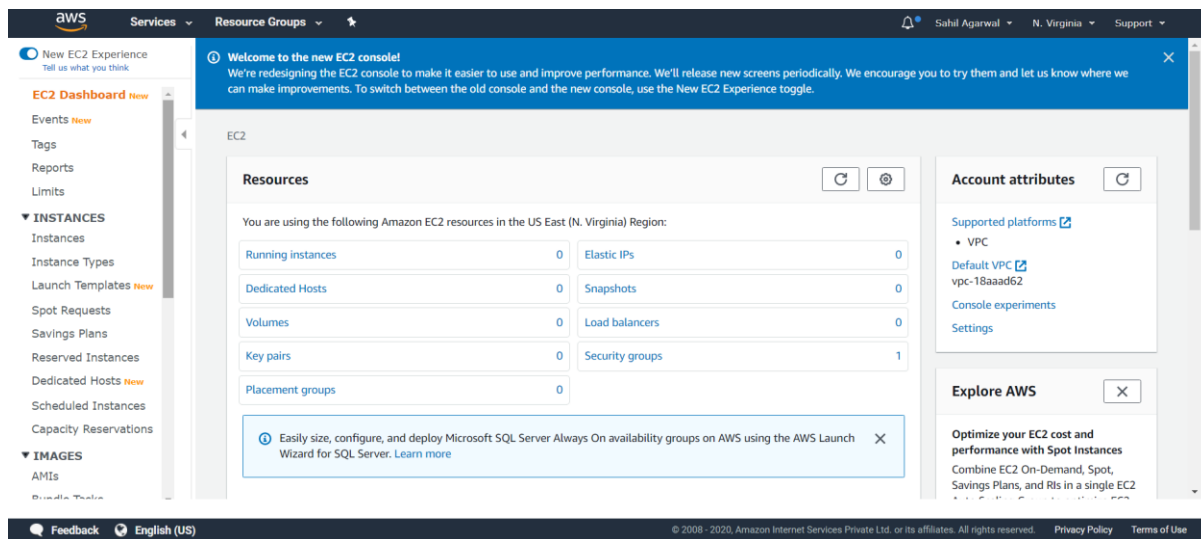 aws
Services
Resource Groups
Sahil Agarwal
N. Virginia
Support
New EC2 Experience
Tell us what you think
EC2 Dashboard New
Events New
Tags
Reports
Limits
INSTANCES
Instances
Instance Types
Launch Templates New
Spot Requests
Savings Plans
Reserved Instances
Dedicated Hosts New
Scheduled Instances
Capacity Reservations
IMAGES
AMIs
Bundle Tasks
Welcome to the new EC2 console!
We're redesigning the EC2 console to make it easier to use and improve performance. We'll release new screens periodically. We encourage you to try them and let us know where we
can make improvements. To switch between the old console and the new console, use the New EC2 Experience toggle.
EC2
Resources
You are using the following Amazon EC2 resources in the US East (N. Virginia) Region:
Running instances 0
Elastic IPs 0
Dedicated Hosts 0
Snapshots 0
Volumes 0
Load balancers 0
Key pairs 0
Security groups 1
Placement groups 0
Easily size, configure, and deploy Microsoft SQL Server Always On availability groups on AWS using the AWS Launch
Wizard for SQL Server. Learn more
Account attributes
Supported platforms
• VPC
Default VPC
vpc-18aaad62
Console experiments
Settings
Explore AWS
Optimize your EC2 cost and
performance with Spot Instances
Combine EC2 On-Demand, Spot,
Savings Plans, and RIs in a single EC2
Feedback
English (US)
© 2008 - 2020, Amazon Internet Services Private Ltd. or its affiliates. All rights reserved.
Privacy Policy
Terms of Use